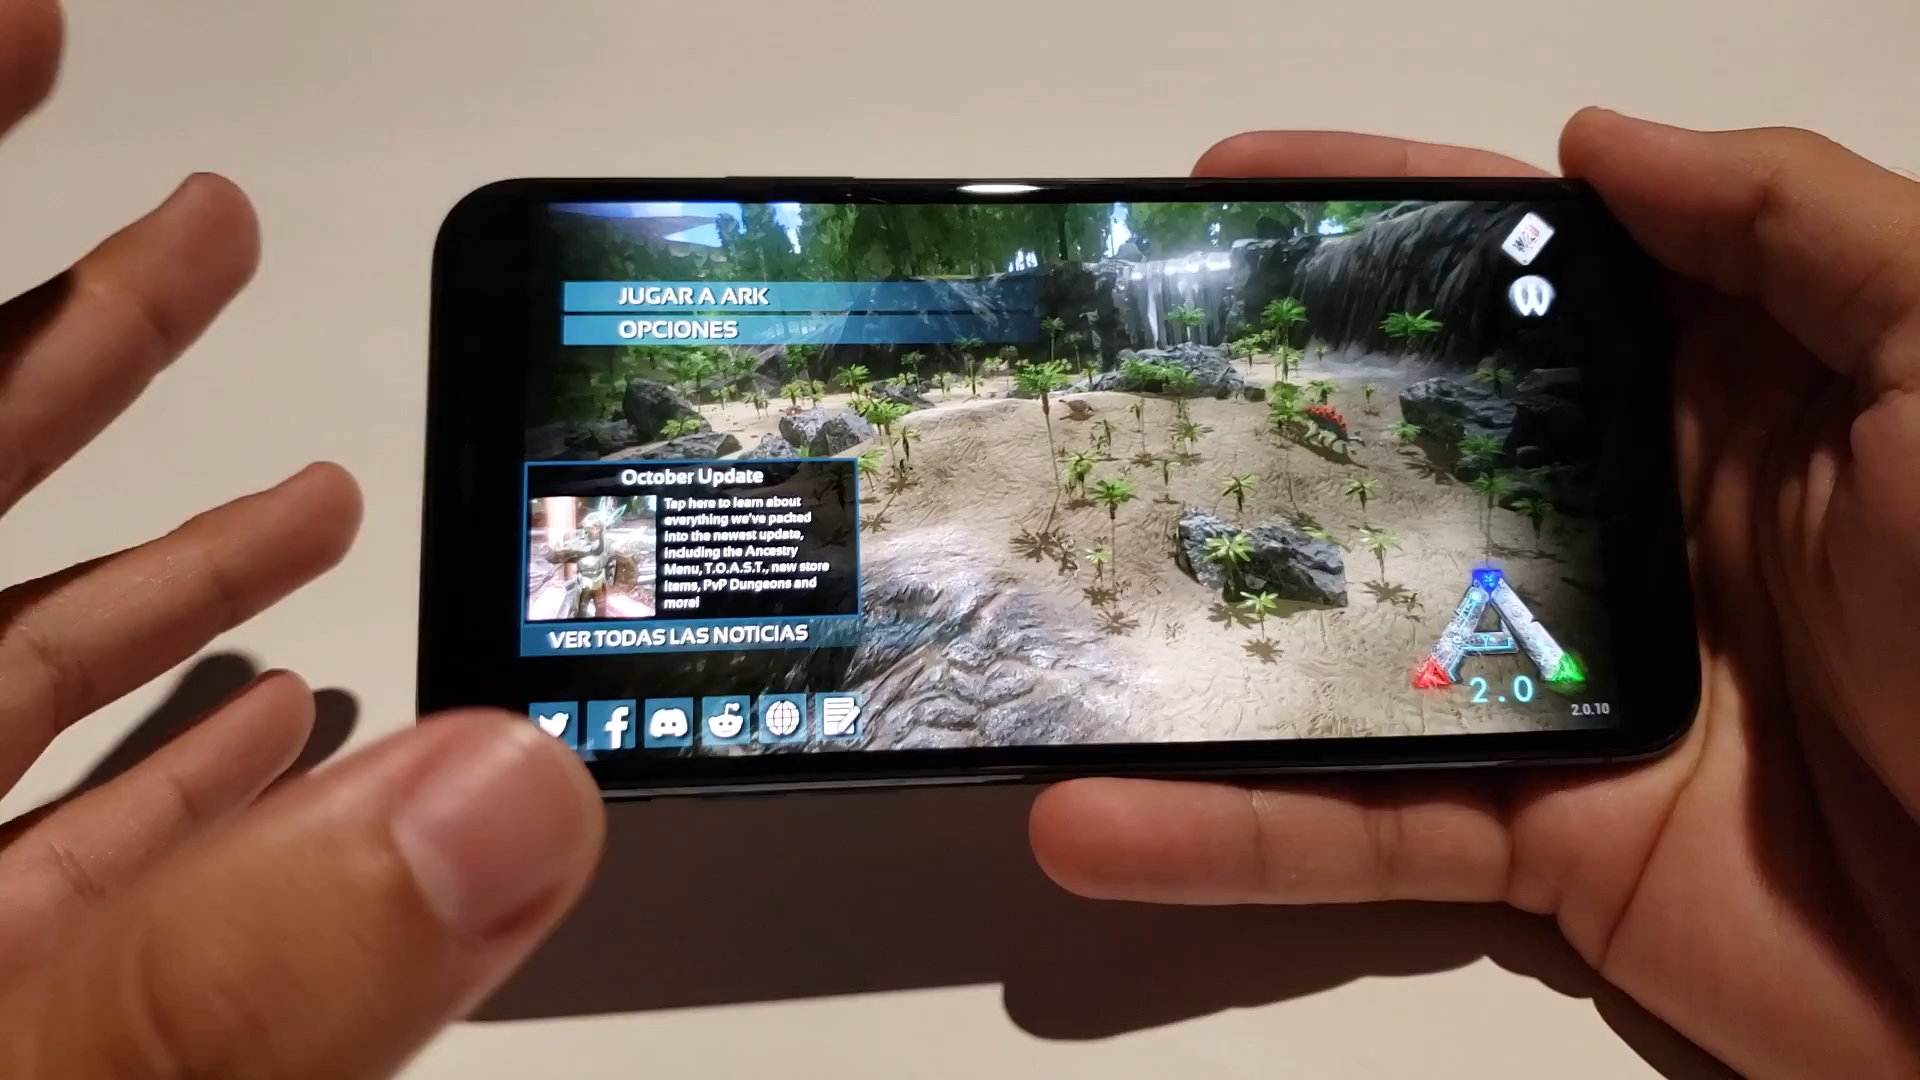 JUGAR A ARK
OPCIONES
October Update
Tap here to learn about
everything we've packed
into the newest update,
including the Ancestry
Menu, T.O.A.S.T., new store
items, PvP Dungeons and
more!
VER TODAS LAS NOTICIAS
2.0
2.0.10